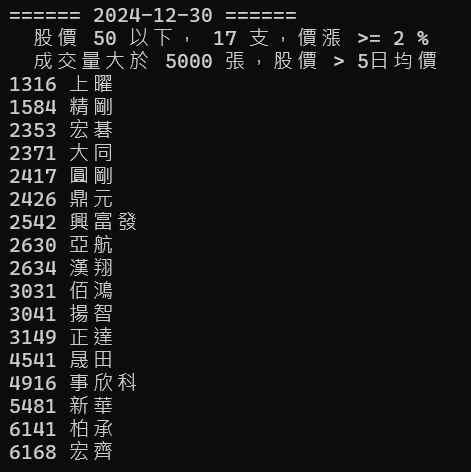 ====== 2024-12-30 ======
股價 50 以下， 17 支，價漲 >= 2 %
成交量大於 5000 張，股價 > 5日均價
1316 上曜
1584 精剛
2353 宏碁
2371 大同
2417 圓剛
2426 鼎元
2542 興富發
2630 亞航
2634 漢翔
3031 佰鴻
3041 揚智
3149 正達
4541 晟田
4916 事欣科
5481 新華
6141 柏承
6168 宏齊